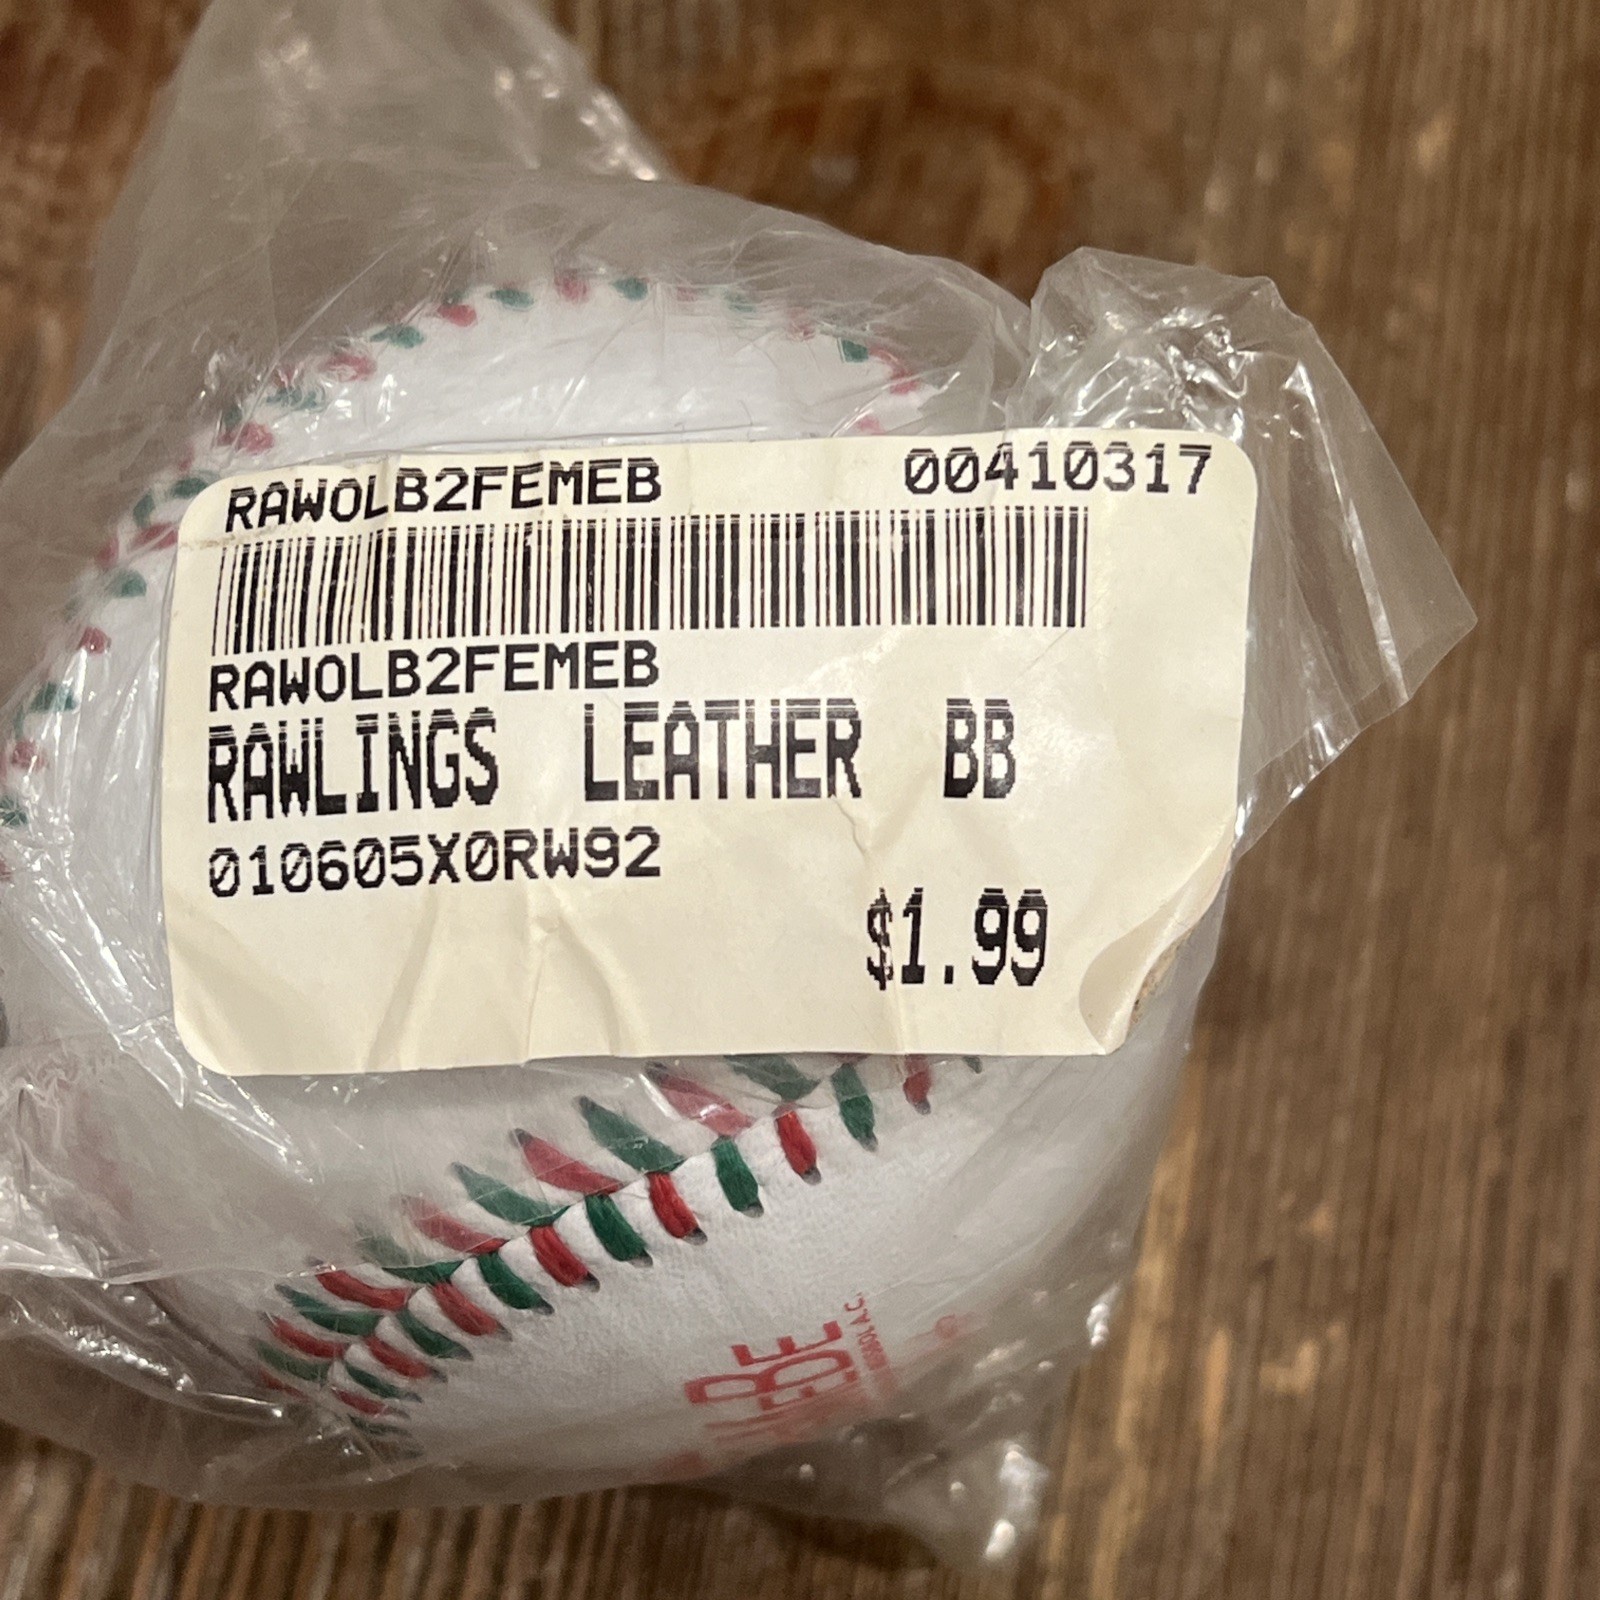 RAWOLB2FEMEB 00410317
RAWOLB2FEMEB
RAWLINGS LEATHER BB
010605X0RW92
$1.99